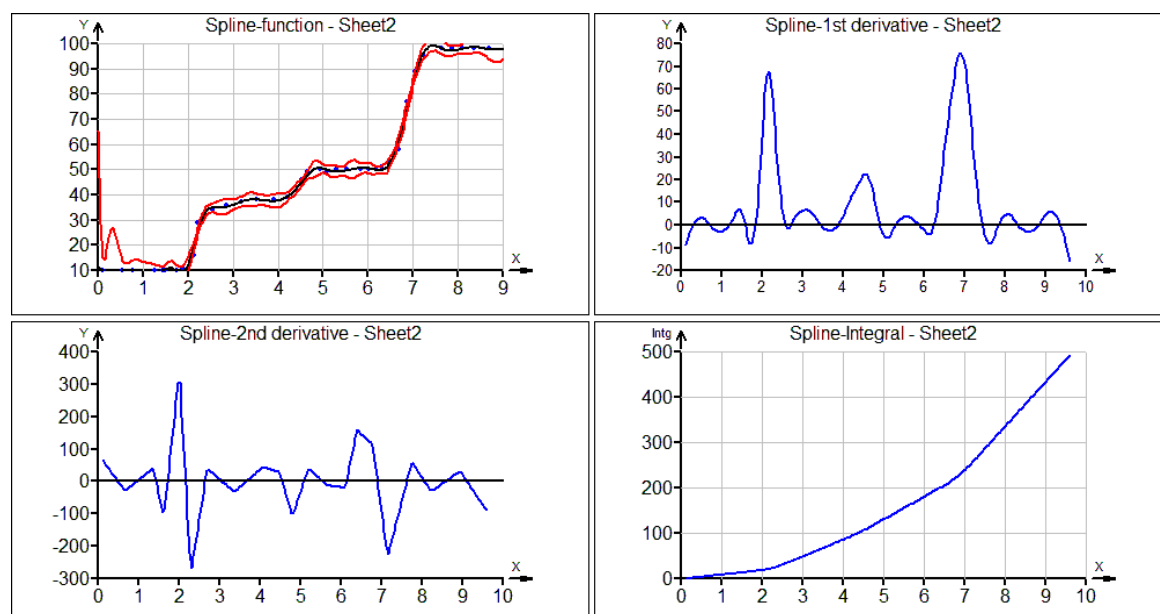 Spline-function - Sheet2
Y
100
90
80
70
60
50
40
30
20
10
0 1 2 3 4 5 6 7 8 9
X
Spline-1st derivative - Sheet2
Y
80
70
60
50
40
30
20
10
0
-10
-20
0 1 2 3 4 5 6 7 8 9 10
X
Spline-2nd derivative - Sheet2
Y
400
300
200
100
0
-100
-200
-300
0 1 2 3 4 5 6 7 8 9 10
X
Spline-Integral - Sheet2
Intg
500
400
300
200
100
0
0 1 2 3 4 5 6 7 8 9 10
X